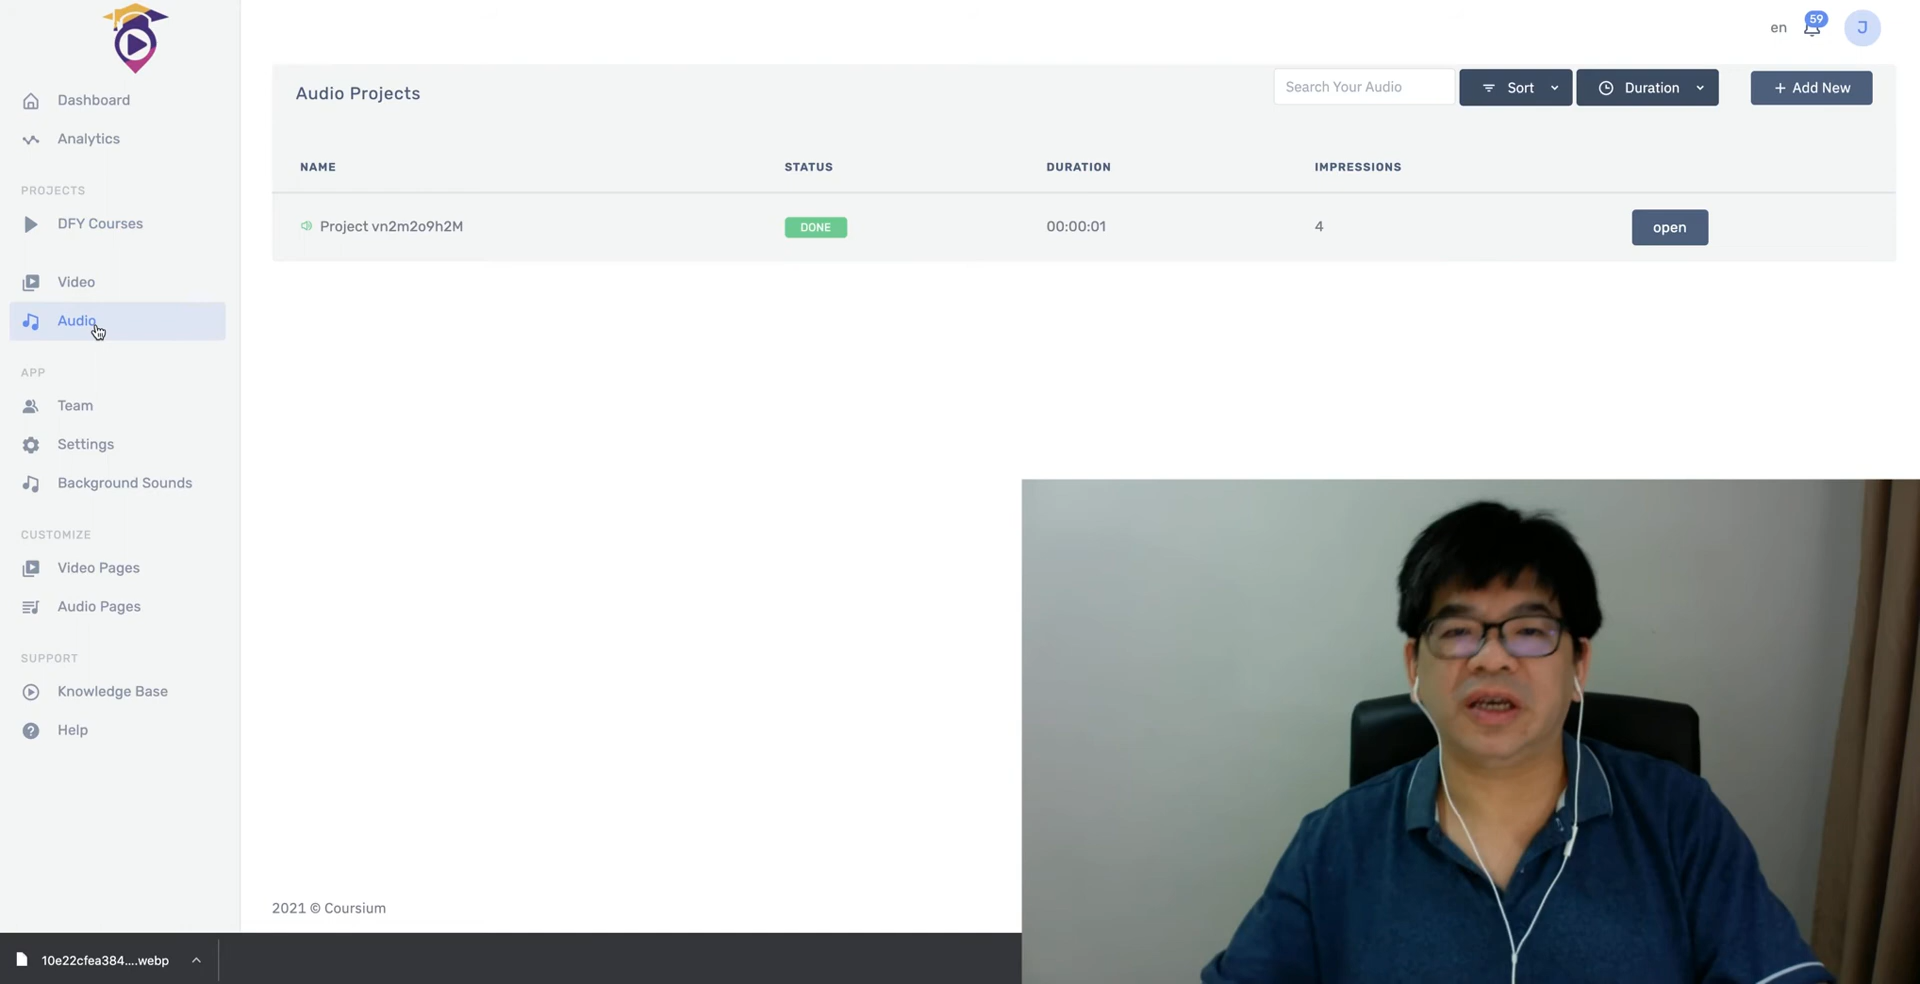 Dashboard
Analytics
PROJECTS
DFY Courses
Video
Audio
APP
Team
Settings
Background Sounds
CUSTOMIZE
Video Pages
Audio Pages
SUPPORT
Knowledge Base
Help
en 59 J
Audio Projects Search Your Audio Sort Duration + Add New
NAME STATUS DURATION IMPRESSIONS
Project vn2m2o9h2M DONE 00:00:01 4 open
2021 © Coursium
10e22cfea384....webp